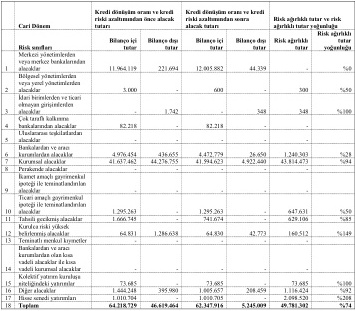 Cari Dönem
Kredi dönüşüm oranı ve kredi riski azaltımından önce alacak tutarı
Kredi dönüşüm oranı ve kredi riski azaltımından sonra alacak tutarı
Risk ağırlıklı tutar ve risk ağırlıklı tutar yoğunluğu
Risk sınıfları
Bilanço içi tutar
Bilanço dışı tutar
Bilanço içi tutar
Bilanço dışı tutar
Risk ağırlıklı tutar
Risk ağırlıklı tutar yoğunluğu
1 Merkezi yönetimlerden veya merkez bankalarından alacaklar 11.964.119 221.694 12.005.882 44.339 - %0
2 Bölgesel yönetimlerden veya yerel yönetimlerden alacaklar 3.000 - 600 - 300 %50
3 İdari birimlerden ve ticari olmayan girişimlerden alacaklar - 1.742 - 348 348 %100
4 Çok taraflı kalkınma bankalarından alacaklar 82.218 - 82.218 - - -
5 Uluslararası teşkilatlardan alacaklar - - - - - -
6 Bankalardan ve aracı kurumlardan alacaklar 4.976.454 436.655 4.472.779 26.650 1.240.303 %28
7 Kurumsal alacaklar 41.637.462 44.276.755 41.594.623 4.922.440 43.814.473 %94
8 Perakende alacaklar - - - - - -
9 İkamet amaçlı gayrimenkul ipoteği ile teminatlandırılan alacaklar - - - - - -
10 Ticari amaçlı gayrimenkul ipoteği ile teminatlandırılan alacaklar 1.295.263 - 1.295.263 - 647.631 %50
11 Tahsili gecikmiş alacaklar 1.666.745 - 741.674 - 629.106 %85
12 Kurulca riski yüksek belirlenmiş alacaklar 64.831 1.286.638 64.830 42.773 160.512 %149
13 Teminatlı menkul kıymetler - - - - - -
14 Bankalardan ve aracı kurumlardan olan kısa vadeli alacaklar ile kısa vadeli kurumsal alacaklar - - - - - -
15 Kolektif yatırım kuruluşu niteliğindeki yatırımlar 73.685 - 73.685 - 73.685 %100
16 Diğer alacaklar 1.444.248 395.980 1.005.657 208.459 1.116.424 %92
17 Hisse senedi yatırımları 1.010.704 - 1.010.705 - 2.098.520 %208
18 Toplam 64.218.729 46.619.464 62.347.916 5.245.009 49.781.302 %74